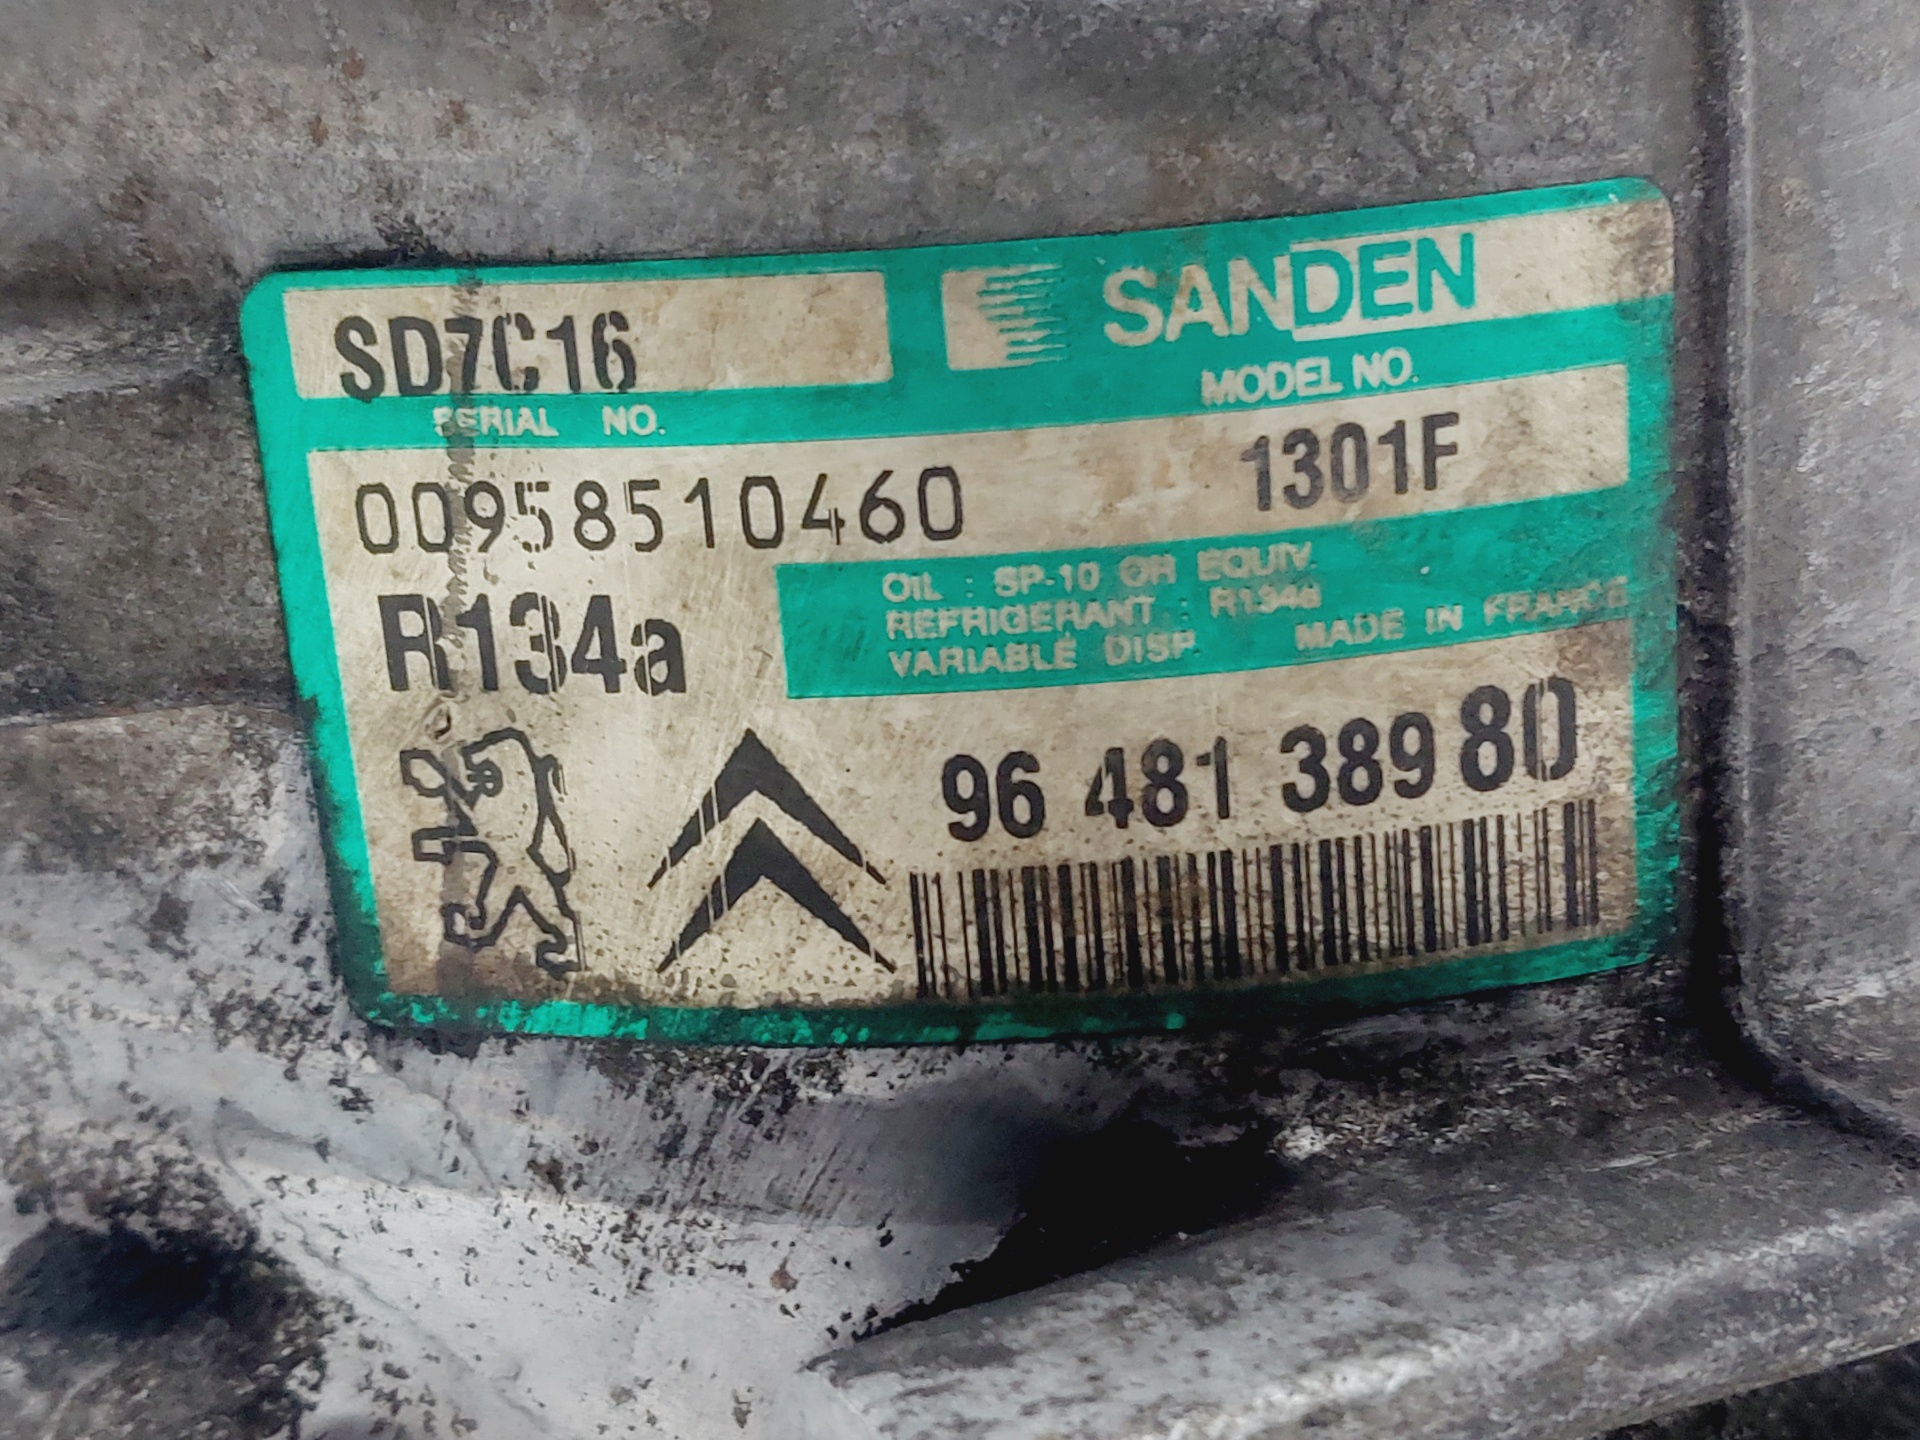 SD7C16
SANDEN
SERIAL NO.
MODEL NO.
00958510460
1301F
R134a
OIL : SP-10 OR EQUIV.
REFRIGERANT : R134a
VARIABLE DISP. MADE IN FRANCE
96 481 389 80